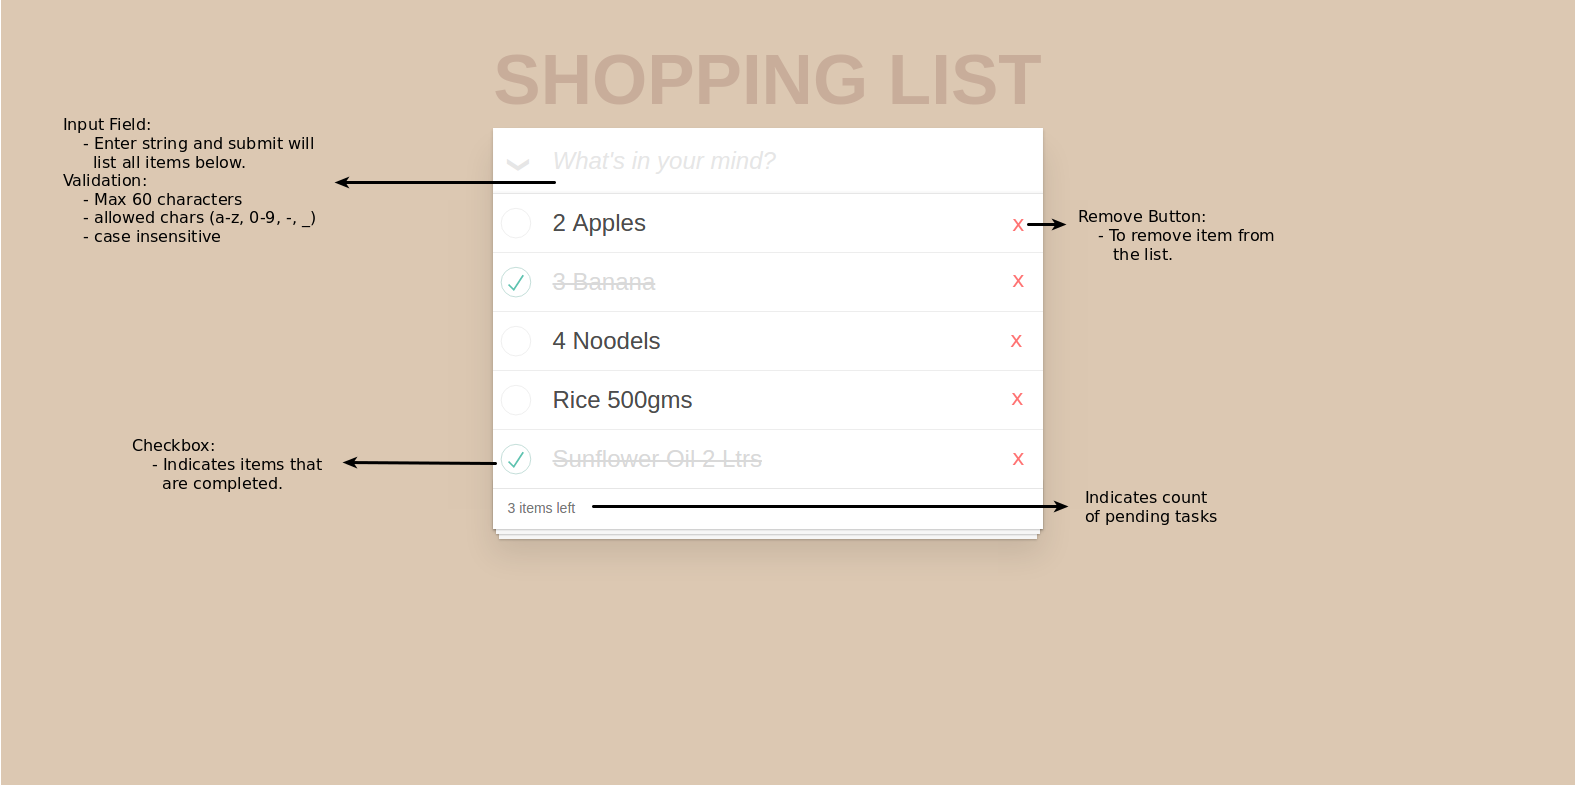 SHOPPING LIST
Input Field:
- Enter string and submit will
list all items below.
Validation:
- Max 60 characters
- allowed chars (a-z, 0-9, -, _)
- case insensitive
What's in your mind?
2 Apples x
3 Banana x
4 Noodels x
Rice 500gms x
Sunflower Oil 2 Ltrs x
3 items left
Remove Button:
- To remove item from
the list.
Checkbox:
- Indicates items that
are completed.
Indicates count
of pending tasks